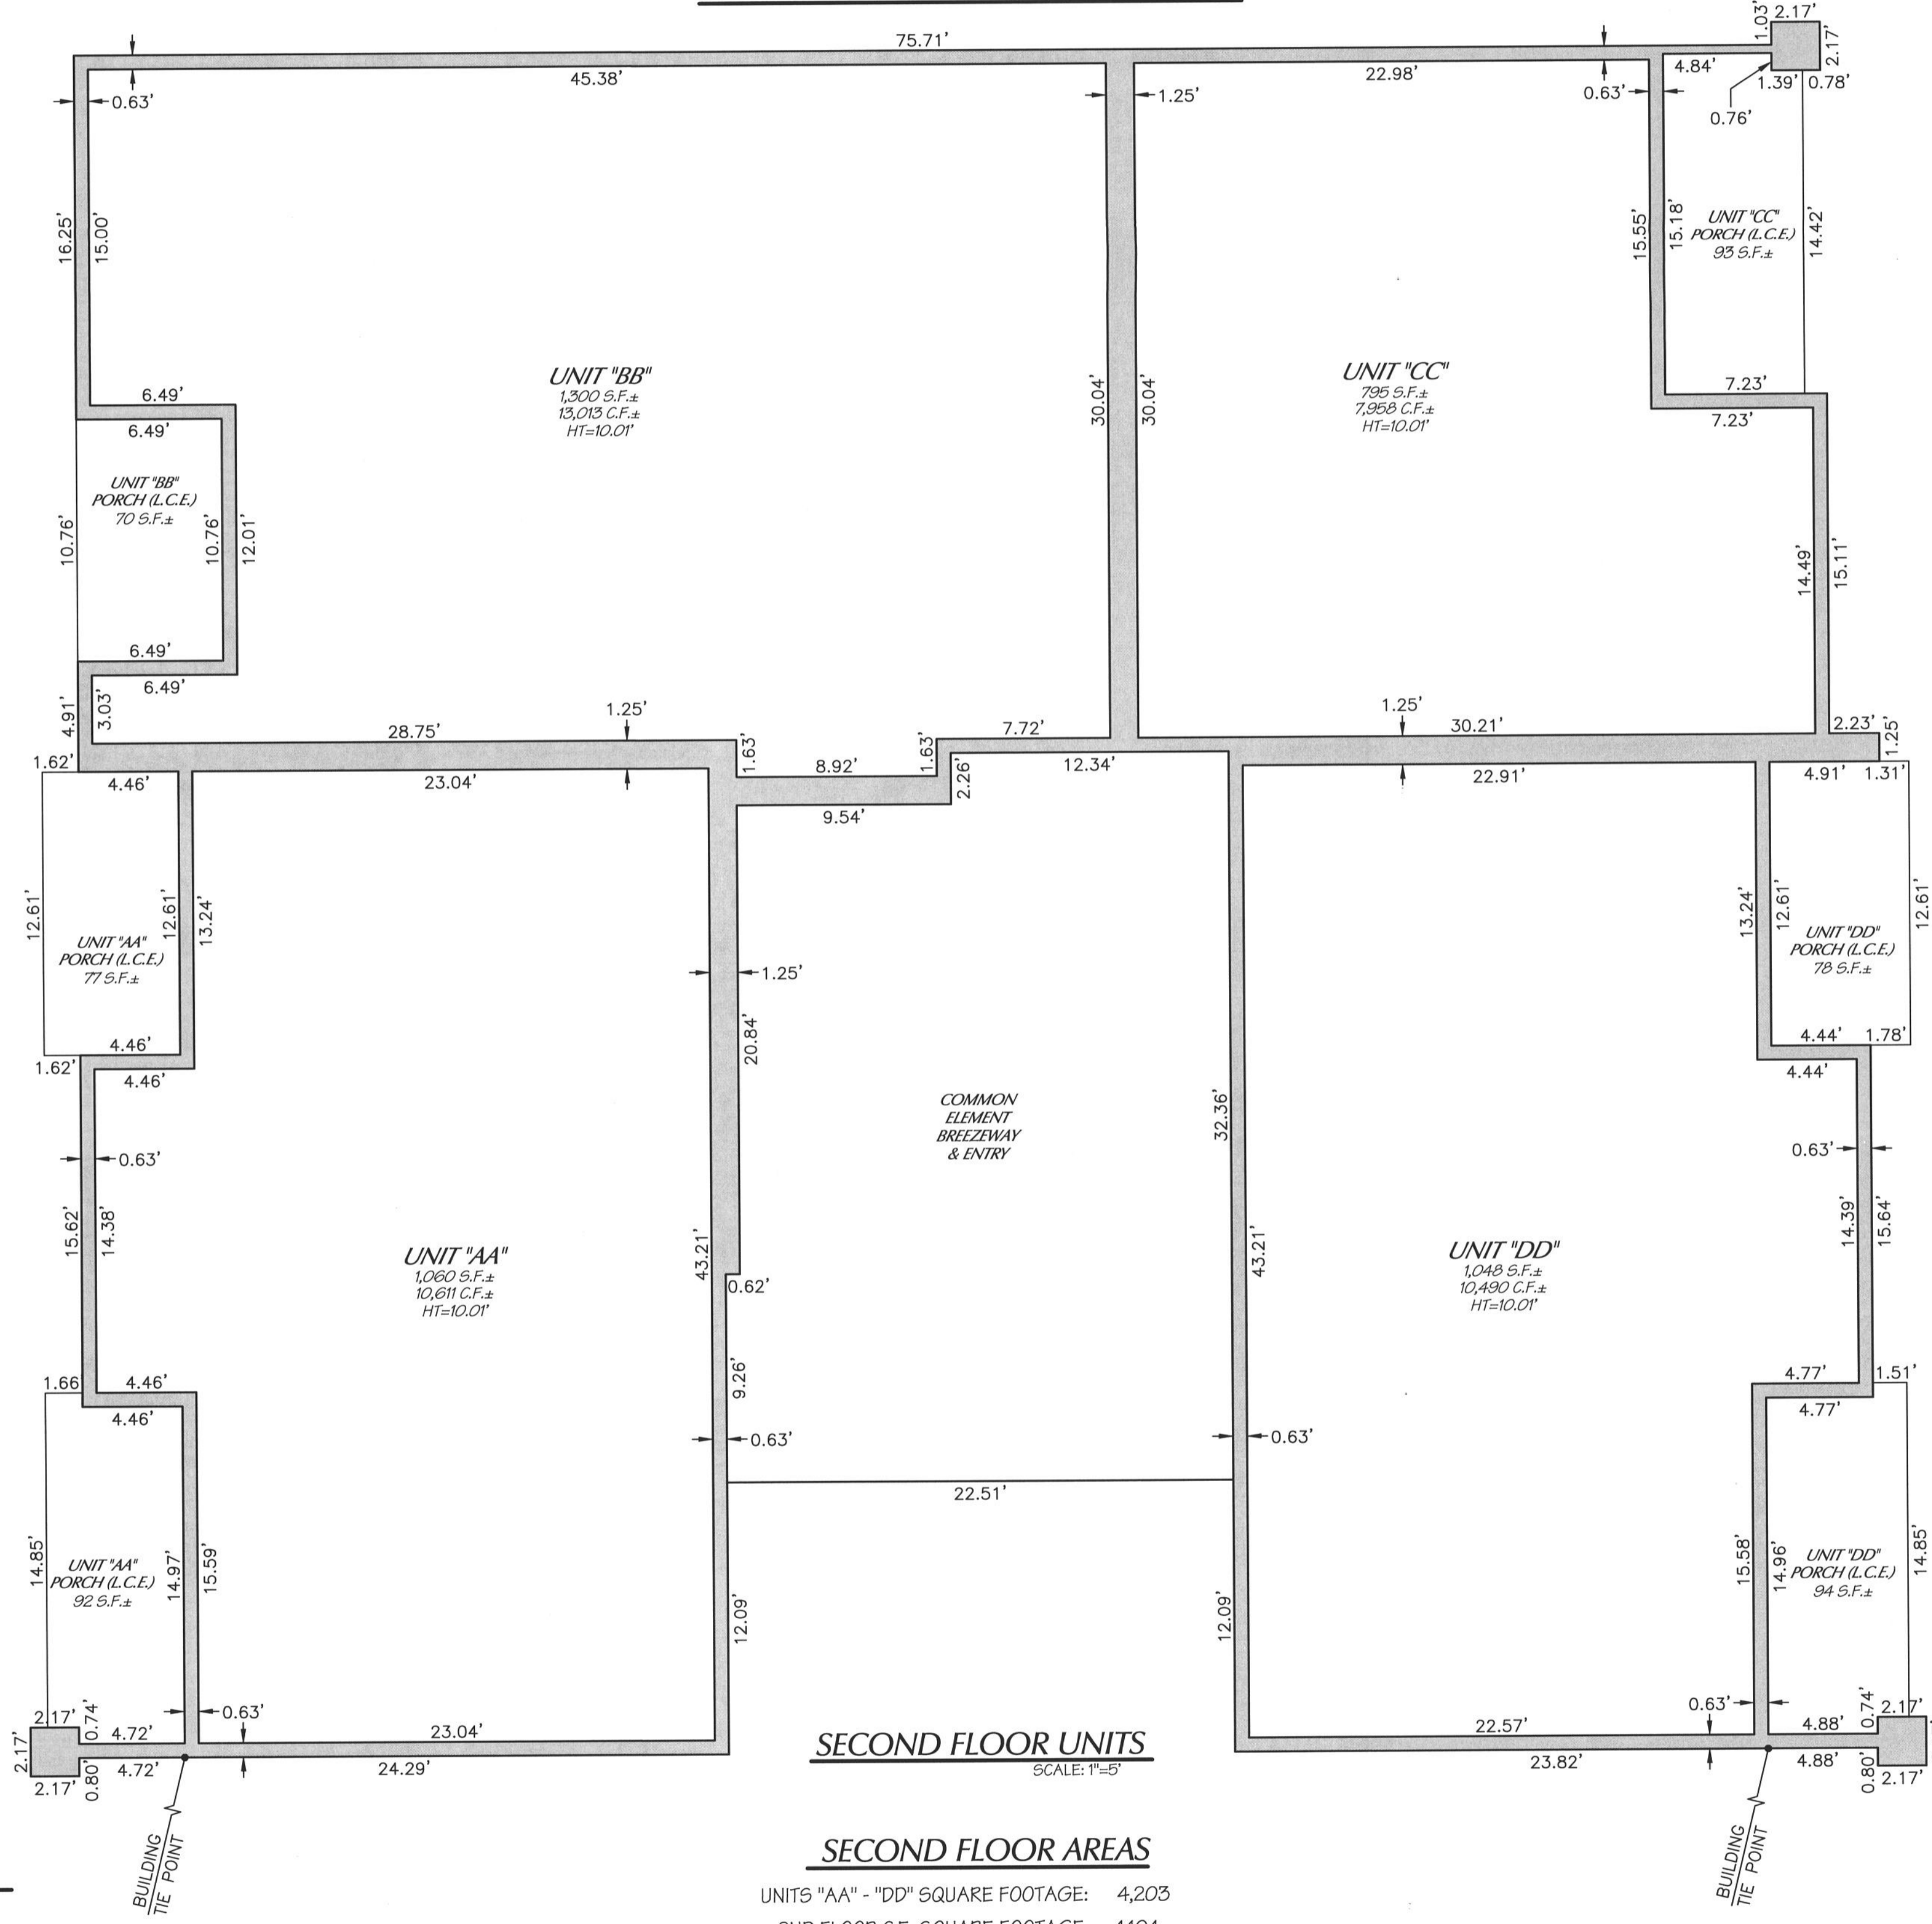 75.71'
1.03'
2.17'
2.17'
45.38'
22.98'
4.84'
1.39'
0.78'
0.63'
1.25'
0.63'
0.76'
16.25'
15.00'
15.55'
15.18'
UNIT "CC"
PORCH (L.C.E.)
93 S.F.±
14.42'
UNIT "BB"
1,300 S.F.±
13,013 C.F.±
HT=10.01'
30.04'
30.04'
UNIT "CC"
795 S.F.±
7,958 C.F.±
HT=10.01'
7.23'
7.23'
6.49'
6.49'
UNIT "BB"
PORCH (L.C.E.)
70 S.F.±
10.76'
10.76'
12.01'
14.49'
15.11'
6.49'
6.49'
4.91'
3.03'
28.75'
1.25'
1.63'
8.92'
1.63'
7.72'
1.25'
30.21'
2.23'
1.25'
1.62'
4.46'
23.04'
9.54'
2.26'
12.34'
22.91'
4.91'
1.31'
12.61'
12.61'
13.24'
UNIT "AA"
PORCH (L.C.E.)
77 S.F.±
1.25'
20.84'
13.24'
12.61'
UNIT "DD"
PORCH (L.C.E.)
78 S.F.±
12.61'
1.62'
4.46'
4.46'
4.44'
1.78'
4.44'
COMMON
ELEMENT
BREEZEWAY
& ENTRY
32.36'
0.63'
0.63'
15.62'
14.38'
UNIT "AA"
1,060 S.F.±
10,611 C.F.±
HT=10.01'
43.21'
0.62'
43.21'
UNIT "DD"
1,048 S.F.±
10,490 C.F.±
HT=10.01'
14.39'
15.64'
1.66
4.46'
4.46'
9.26'
4.77'
1.51'
4.77'
0.63'
0.63'
22.51'
14.85'
UNIT "AA"
PORCH (L.C.E.)
92 S.F.±
14.97'
15.59'
12.09'
12.09'
15.58'
14.96'
UNIT "DD"
PORCH (L.C.E.)
94 S.F.±
14.85'
2.17'
0.74'
4.72'
0.63'
23.04'
22.57'
0.63'
4.88'
0.74'
2.17'
2.17'
2.17'
0.80'
4.72'
24.29'
23.82'
4.88'
0.80'
2.17'
SECOND FLOOR UNITS
SCALE: 1"=5'
BUILDING
TIE POINT
BUILDING
TIE POINT
SECOND FLOOR AREAS
UNITS "AA" - "DD" SQUARE FOOTAGE: 4,203